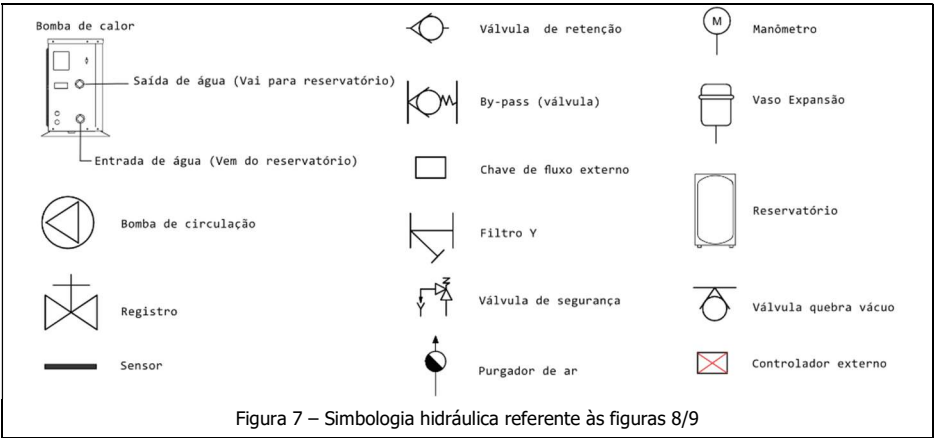 Bomba de calor
Saída de água (Vai para reservatório)
Entrada de água (Vem do reservatório)
Bomba de circulação
Registro
Sensor
Válvula de retenção
By-pass (válvula)
Chave de fluxo externo
Filtro Y
Válvula de segurança
Purgador de ar
M
Manômetro
Vaso Expansão
Reservatório
Válvula quebra vácuo
Controlador externo
Figura 7 – Simbologia hidráulica referente às figuras 8/9